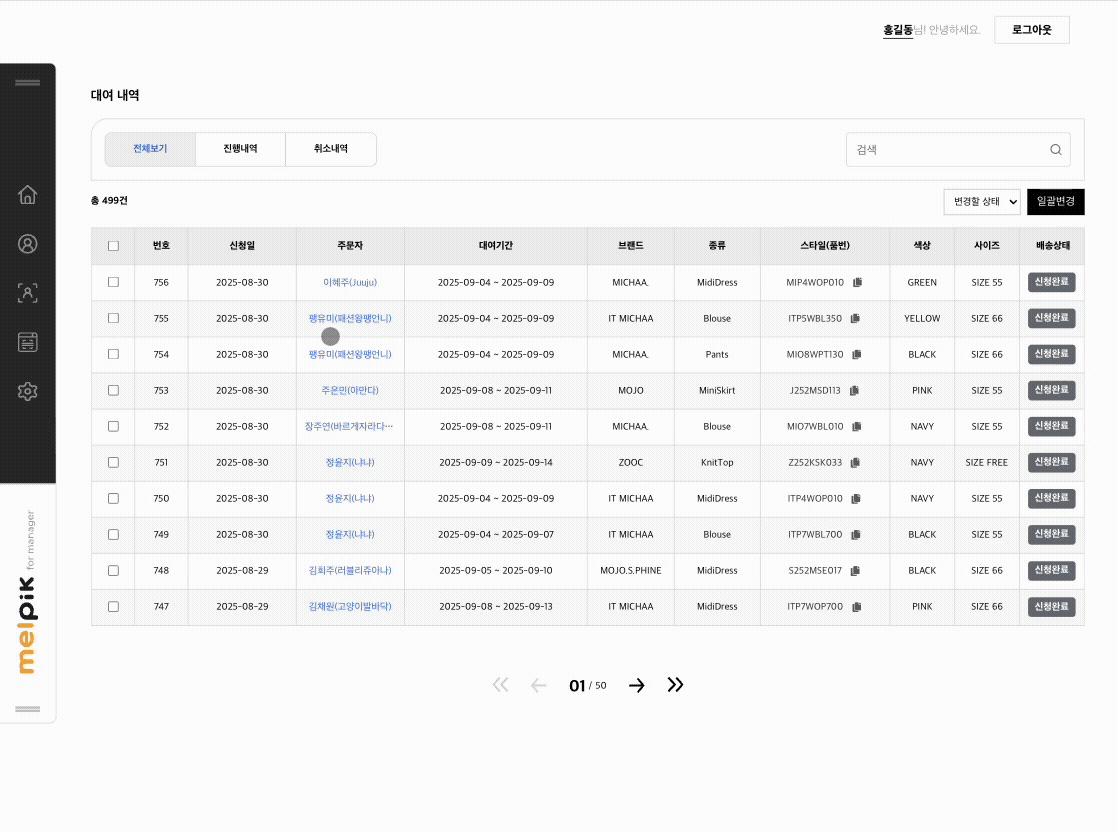 홍길동님! 안녕하세요. 로그아웃
대여 내역
전체보기 진행내역 취소내역 검색
총 499건 변경할 상태 일괄변경
번호 신청일 주문자 대여기간 브랜드 종류 스타일(품번) 색상 사이즈 배송상태
756 2025-08-30 이혜주(Juuju) 2025-09-04 ~ 2025-09-09 MICHAA. MidiDress MIP4WOP010 GREEN SIZE 55 신청완료
755 2025-08-30 팽유미(패션왕팽언니) 2025-09-04 ~ 2025-09-09 IT MICHAA Blouse ITP5WBL350 YELLOW SIZE 66 신청완료
754 2025-08-30 팽유미(패션왕팽언니) 2025-09-04 ~ 2025-09-09 MICHAA. Pants MIO8WPT130 BLACK SIZE 66 신청완료
753 2025-08-30 주은민(아만다) 2025-09-08 ~ 2025-09-11 MOJO MiniSkirt J252MSD113 PINK SIZE 55 신청완료
752 2025-08-30 장주연(바르게자라다··· 2025-09-08 ~ 2025-09-11 MICHAA. Blouse MIO7WBL010 NAVY SIZE 55 신청완료
751 2025-08-30 정윤지(냐냐) 2025-09-09 ~ 2025-09-14 ZOOC KnitTop Z252KSK033 NAVY SIZE FREE 신청완료
750 2025-08-30 정윤지(냐냐) 2025-09-04 ~ 2025-09-09 IT MICHAA MidiDress ITP4WOP010 NAVY SIZE 55 신청완료
749 2025-08-30 정윤지(냐냐) 2025-09-04 ~ 2025-09-07 IT MICHAA Blouse ITP7WBL700 BLACK SIZE 55 신청완료
748 2025-08-29 김희주(러블리쥬아나) 2025-09-05 ~ 2025-09-10 MOJO.S.PHINE MidiDress S252MSE017 BLACK SIZE 66 신청완료
747 2025-08-29 김채원(고양이발바닥) 2025-09-08 ~ 2025-09-13 IT MICHAA MidiDress ITP7WOP700 PINK SIZE 66 신청완료
01 / 50
melpik for manager